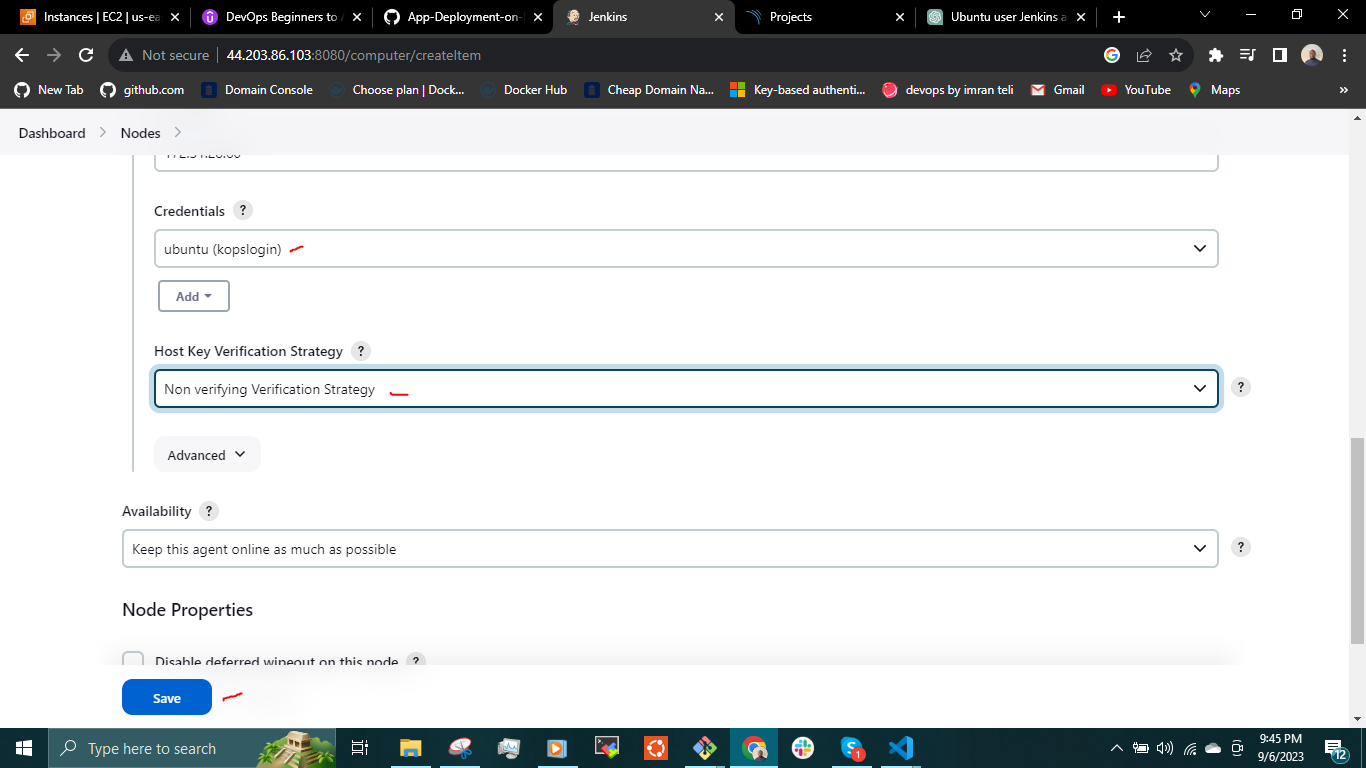 Instances | EC2 | us-ea
DevOps Beginners to A
App-Deployment-on-
Jenkins
Projects
Ubuntu user Jenkins a
Not secure
44.203.86.103:8080/computer/createItem
New Tab
github.com
Domain Console
Choose plan | Dock...
Docker Hub
Cheap Domain Na...
Key-based authenti...
devops by imran teli
Gmail
YouTube
Maps
»
Dashboard
Nodes
Credentials ?
ubuntu (kopslogin)
Add
Host Key Verification Strategy ?
Non verifying Verification Strategy
?
Advanced
Availability ?
Keep this agent online as much as possible
?
Node Properties
Disable deferred wipeout on this node ?
Save
Type here to search
1
9:45 PM
9/6/2023
12